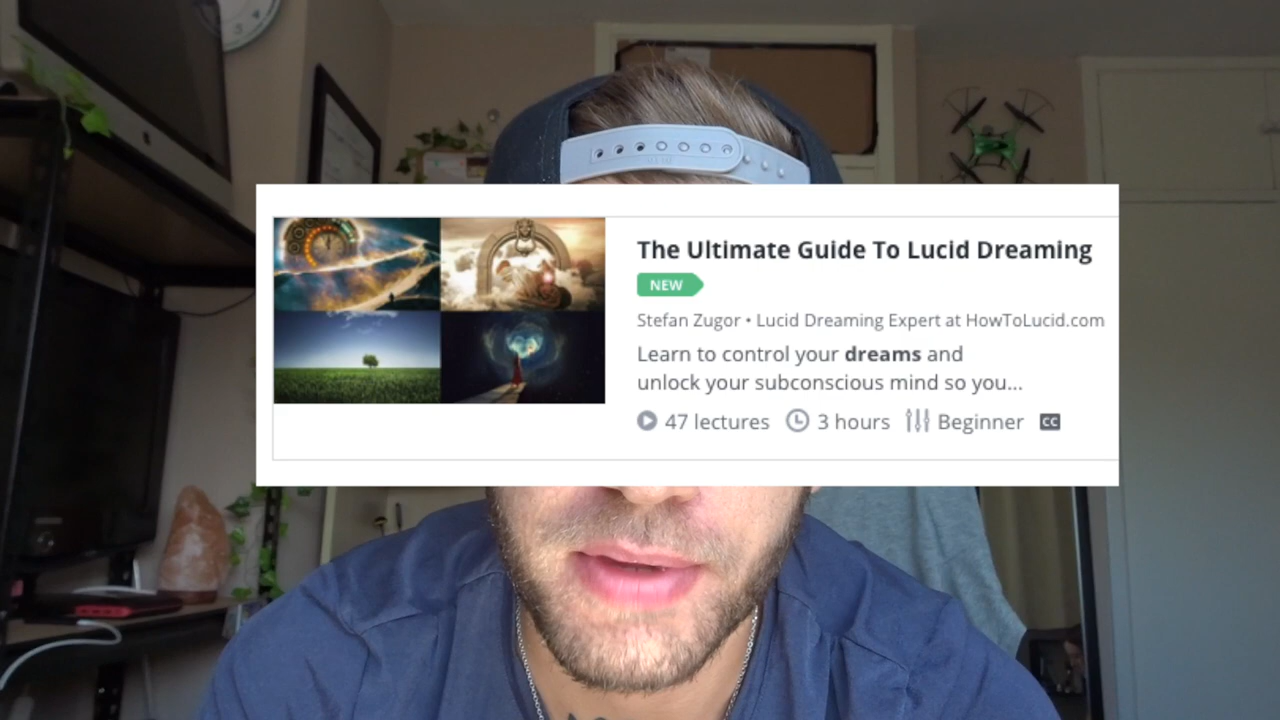 The Ultimate Guide To Lucid Dreaming
NEW
Stefan Zugor • Lucid Dreaming Expert at HowToLucid.com
Learn to control your dreams and
unlock your subconscious mind so you...
47 lectures 3 hours Beginner CC